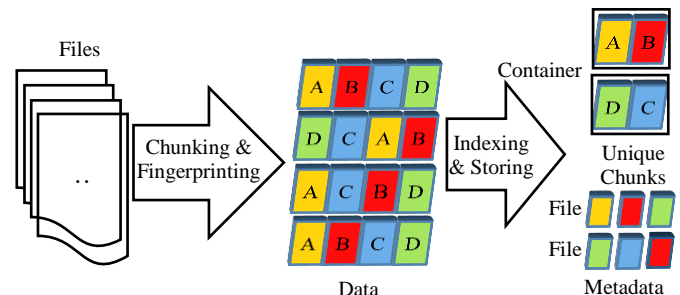 Files
..
Chunking &
Fingerprinting
A B C D
D C A B
A C B D
A B C D
Data
Indexing
& Storing
Container
A B
D C
Unique
Chunks
File
File
Metadata